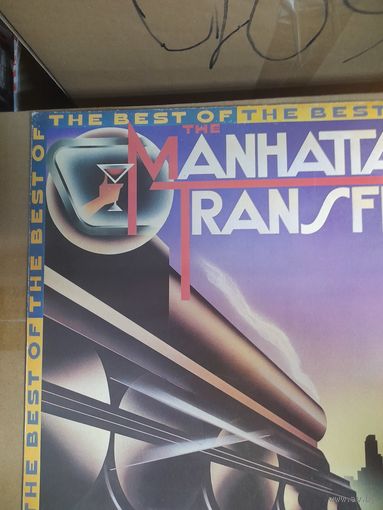 THE BEST OF THE BEST
THE
MANHATTA
TRANSF
THE BEST OF THE BEST OF